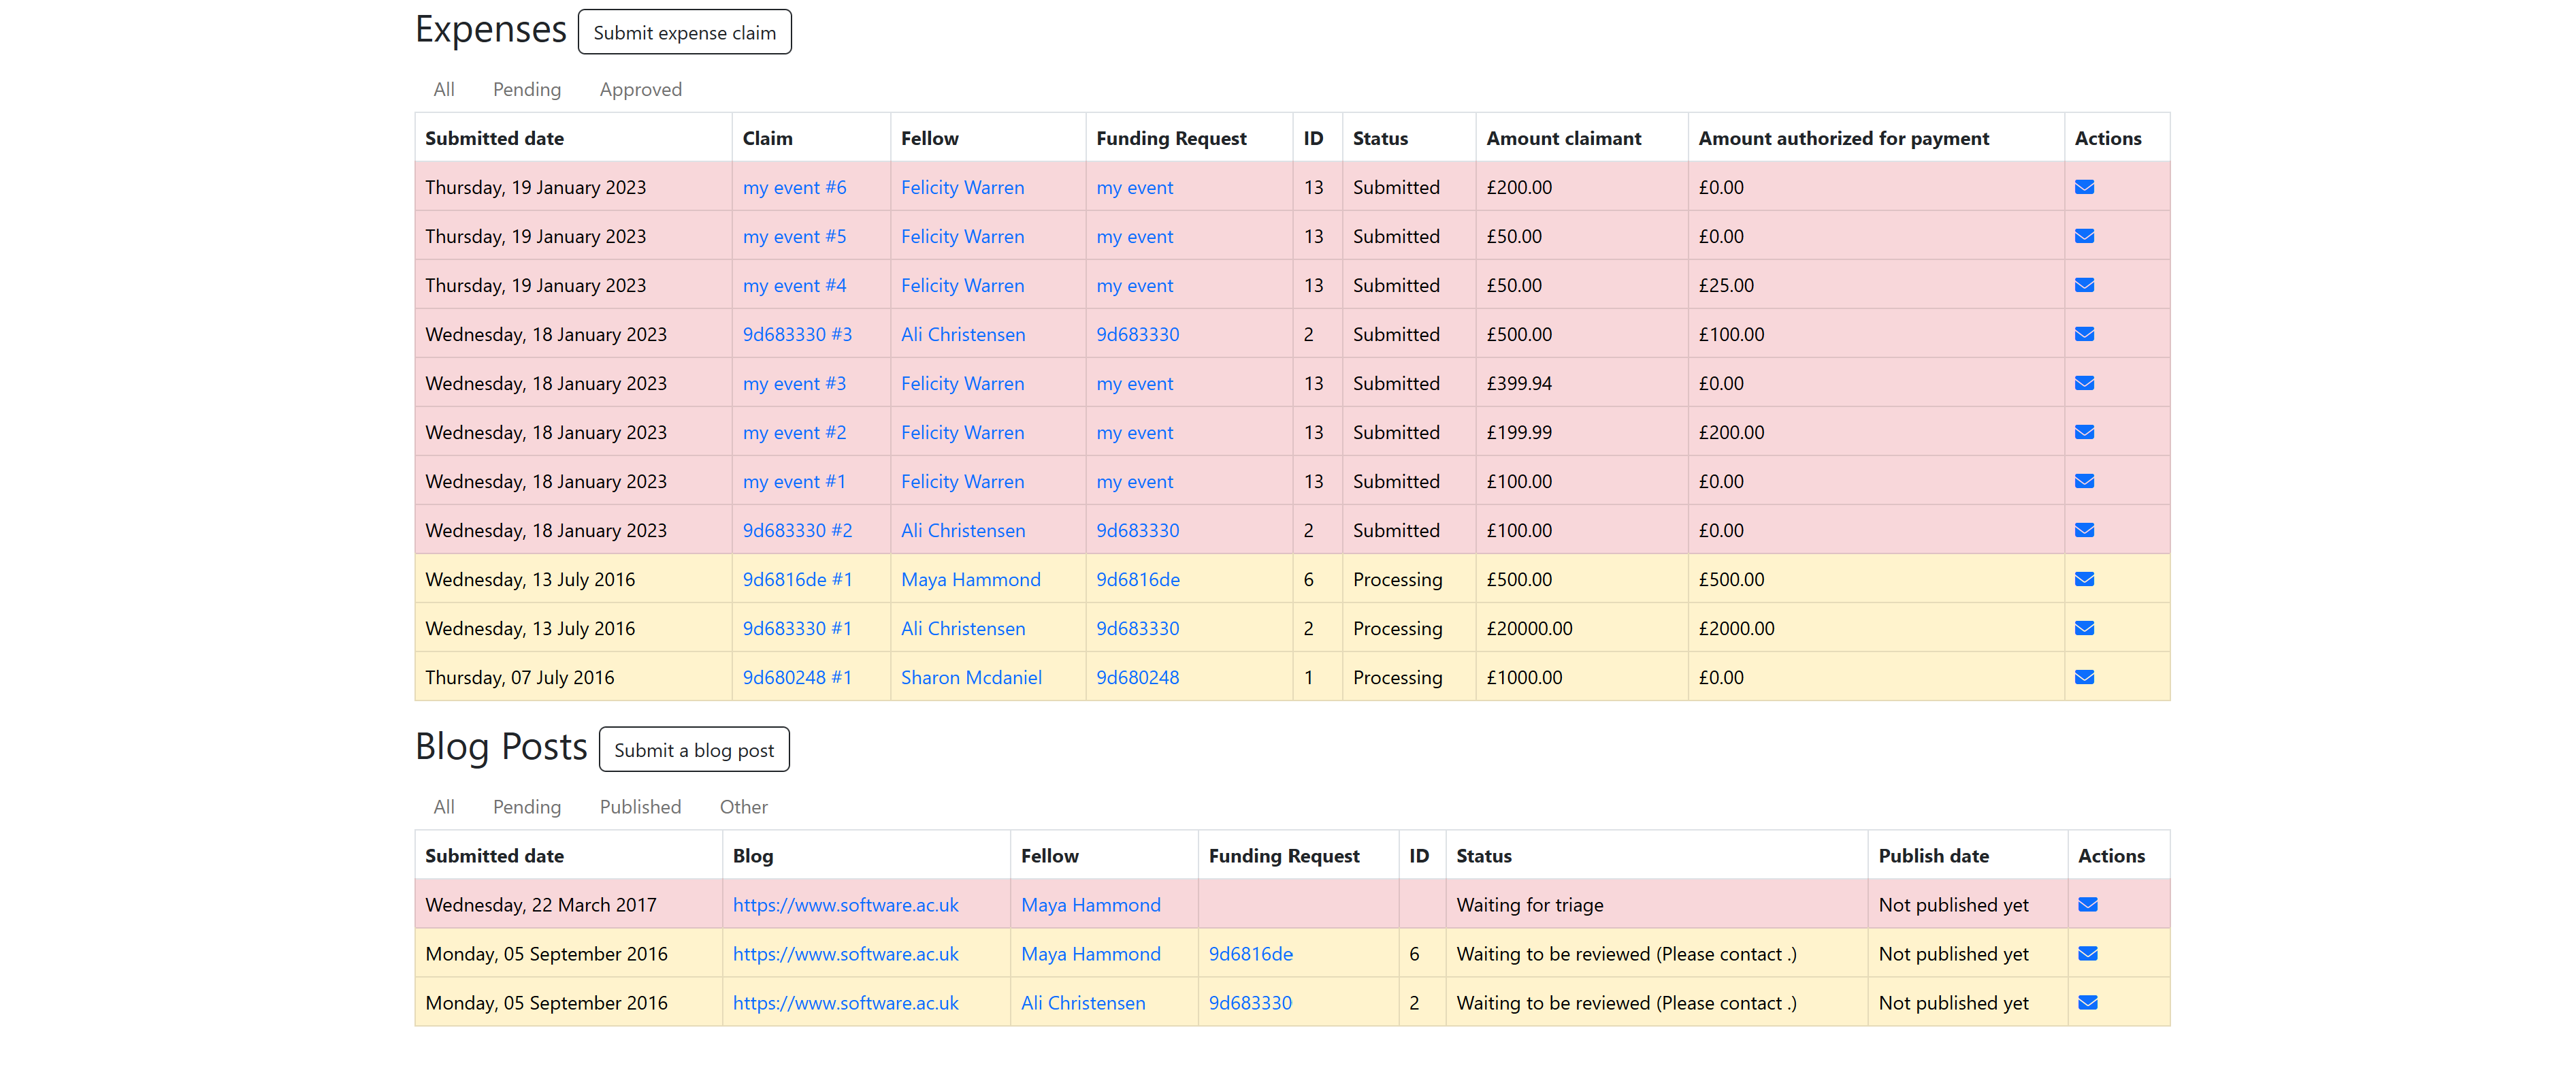 Expenses Submit expense claim
All Pending Approved
Submitted date Claim Fellow Funding Request ID Status Amount claimant Amount authorized for payment Actions
Thursday, 19 January 2023 my event #6 Felicity Warren my event 13 Submitted £200.00 £0.00
Thursday, 19 January 2023 my event #5 Felicity Warren my event 13 Submitted £50.00 £0.00
Thursday, 19 January 2023 my event #4 Felicity Warren my event 13 Submitted £50.00 £25.00
Wednesday, 18 January 2023 9d683330 #3 Ali Christensen 9d683330 2 Submitted £500.00 £100.00
Wednesday, 18 January 2023 my event #3 Felicity Warren my event 13 Submitted £399.94 £0.00
Wednesday, 18 January 2023 my event #2 Felicity Warren my event 13 Submitted £199.99 £200.00
Wednesday, 18 January 2023 my event #1 Felicity Warren my event 13 Submitted £100.00 £0.00
Wednesday, 18 January 2023 9d683330 #2 Ali Christensen 9d683330 2 Submitted £100.00 £0.00
Wednesday, 13 July 2016 9d6816de #1 Maya Hammond 9d6816de 6 Processing £500.00 £500.00
Wednesday, 13 July 2016 9d683330 #1 Ali Christensen 9d683330 2 Processing £20000.00 £2000.00
Thursday, 07 July 2016 9d680248 #1 Sharon Mcdaniel 9d680248 1 Processing £1000.00 £0.00
Blog Posts Submit a blog post
All Pending Published Other
Submitted date Blog Fellow Funding Request ID Status Publish date Actions
Wednesday, 22 March 2017 https://www.software.ac.uk Maya Hammond Waiting for triage Not published yet
Monday, 05 September 2016 https://www.software.ac.uk Maya Hammond 9d6816de 6 Waiting to be reviewed (Please contact .) Not published yet
Monday, 05 September 2016 https://www.software.ac.uk Ali Christensen 9d683330 2 Waiting to be reviewed (Please contact .) Not published yet